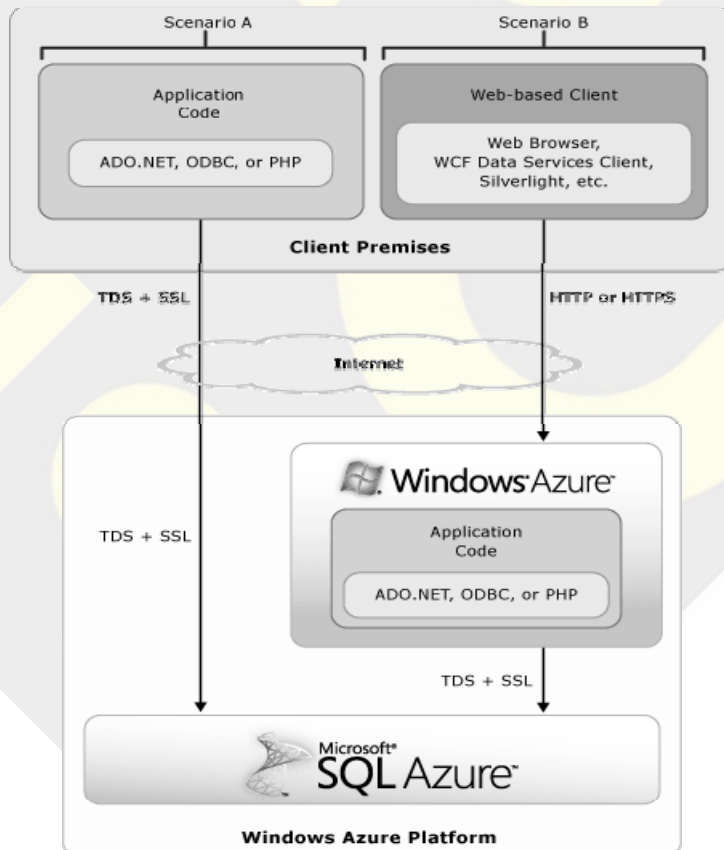 Scenario A
Scenario B
Application
Code
ADO.NET, ODBC, or PHP
Web-based Client
Web Browser,
WCF Data Services Client,
Silverlight, etc.
Client Premises
TDS + SSL
HTTP or HTTPS
Internet
Windows Azure™
Application
Code
ADO.NET, ODBC, or PHP
TDS + SSL
TDS + SSL
Microsoft®
SQL Azure™
Windows Azure Platform